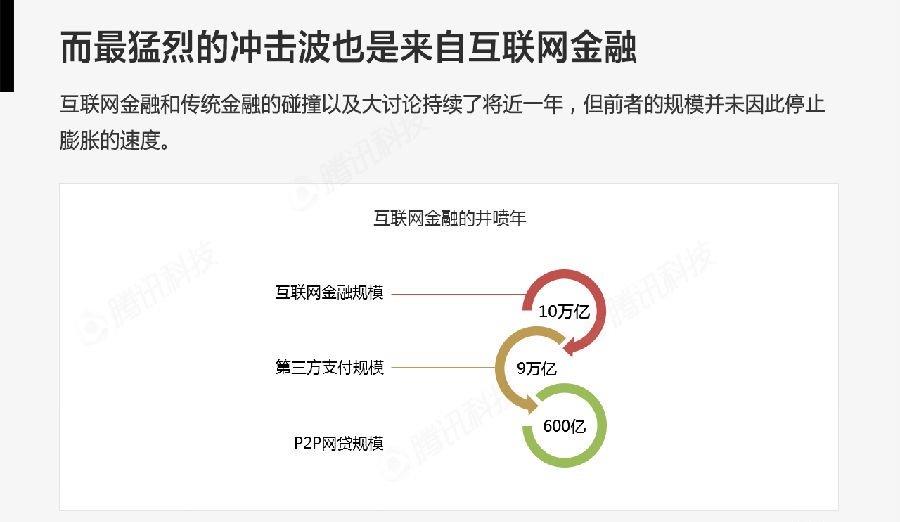 而最猛烈的冲击波也是来自互联网金融
互联网金融和传统金融的碰撞以及大讨论持续了将近一年，但前者的规模并未因此停止
膨胀的速度。
互联网金融的井喷年
互联网金融规模
10万亿
第三方支付规模
9万亿
P2P网贷规模
600亿
腾讯科技
腾讯科技
腾讯科技
腾讯科技